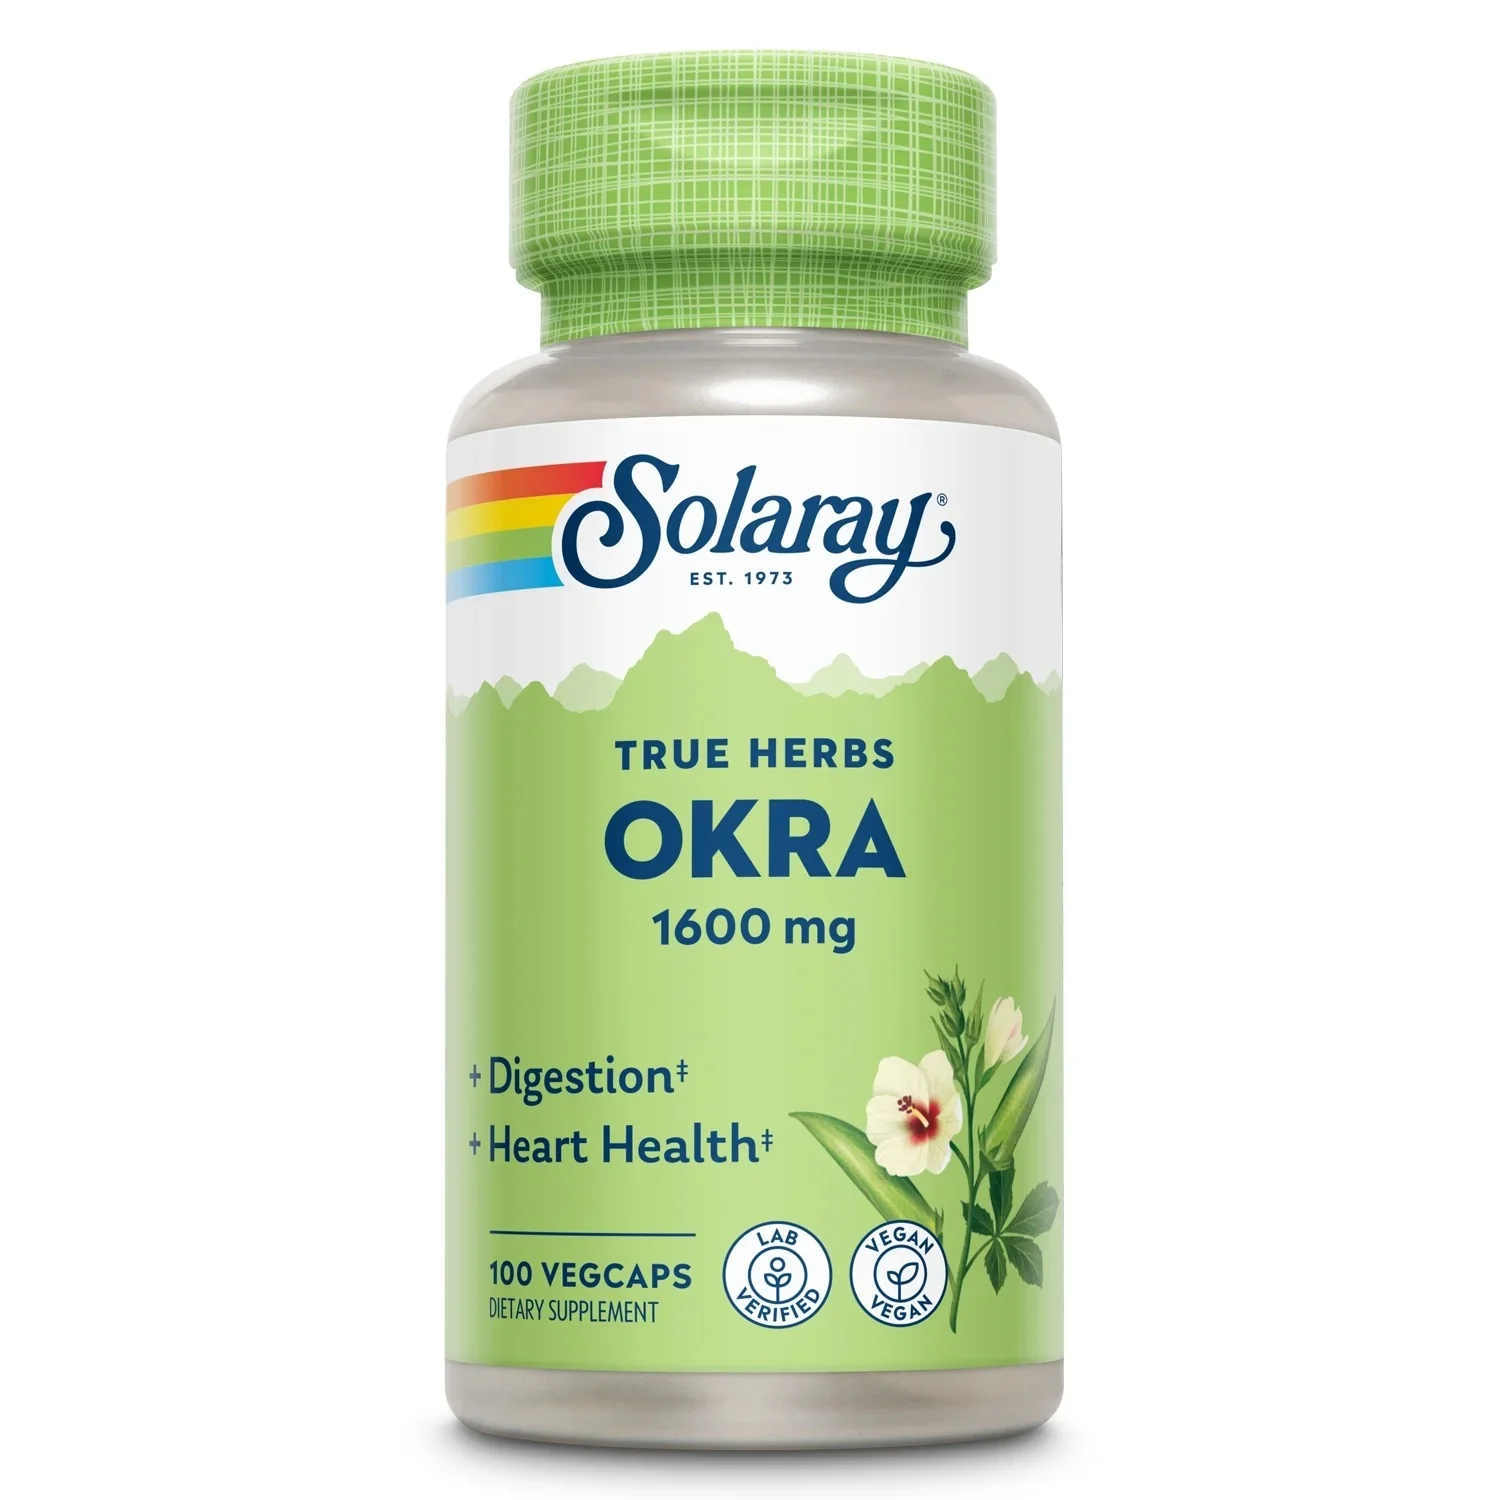 Solaray®
EST. 1973
TRUE HERBS
OKRA
1600 mg
+ Digestion‡
+ Heart Health‡
100 VEGCAPS
DIETARY SUPPLEMENT
LAB
VERIFIED
VEGAN
VEGAN